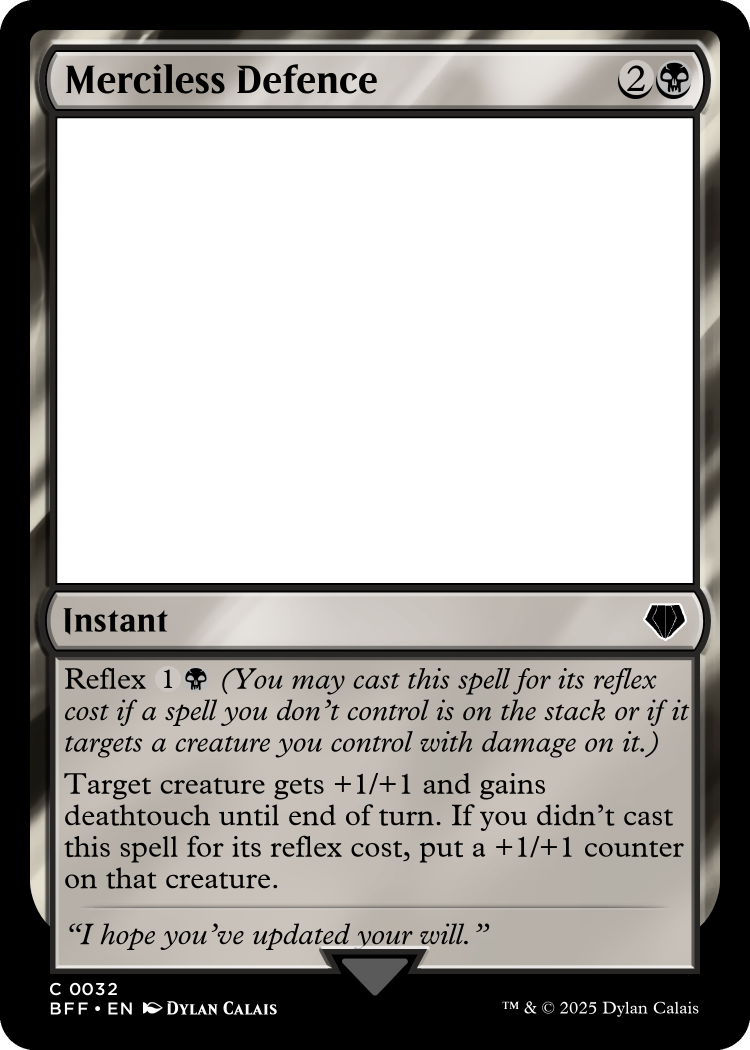 Merciless Defence 2
Instant
Reflex 1 (You may cast this spell for its reflex
cost if a spell you don't control is on the stack or if it
targets a creature you control with damage on it.)
Target creature gets +1/+1 and gains
deathtouch until end of turn. If you didn't cast
this spell for its reflex cost, put a +1/+1 counter
on that creature.
“I hope you've updated your will.”
C 0032
BFF • EN Dylan Calais
™ & © 2025 Dylan Calais